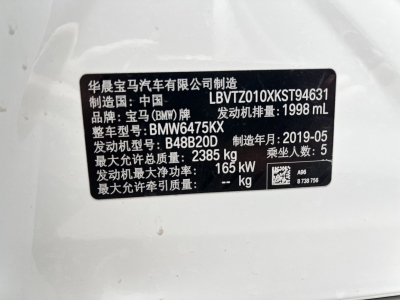 华晨宝马汽车有限公司制造
制造国：中国 LBVTZ010XKST94631
品牌：宝马(BMW)牌 发动机排量：1998 mL
整车型号：BMW6475KX
发动机型号：B48B20D 制造年月：2019-05
最大允许总质量：2385 kg 乘坐人数：5
发动机最大净功率：165 kW
最大允许牵引质量：-- kg
A96
8 738 756